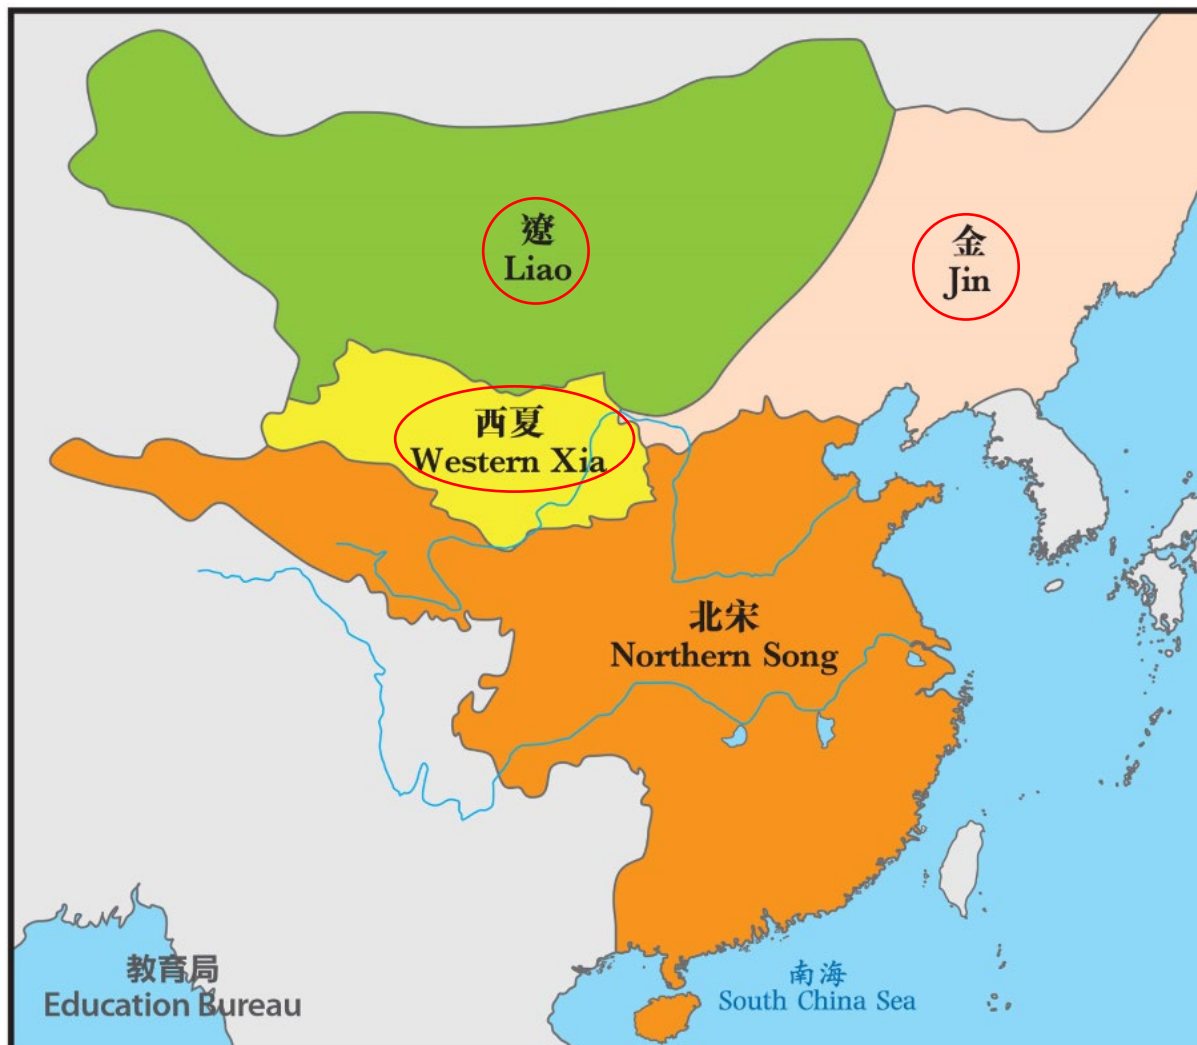 遼
Liao
金
Jin
西夏
Western Xia
北宋
Northern Song
教育局
Education Bureau
南海
South China Sea